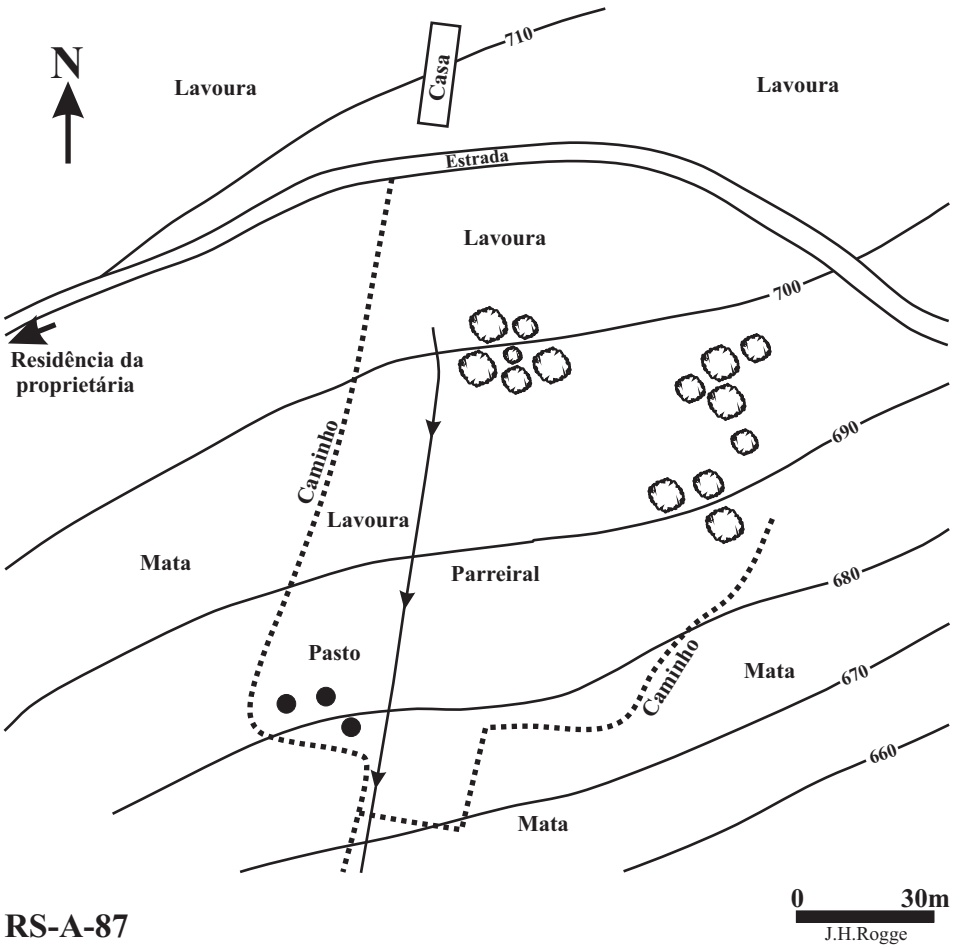 710
N
Casa
Lavoura
Lavoura
Estrada
Lavoura
700
Residência da
proprietária
690
Caminho
Lavoura
Mata
Parreiral
680
Pasto
Caminho
Mata
670
660
Mata
0 30m
RS-A-87
J.H.Rogge